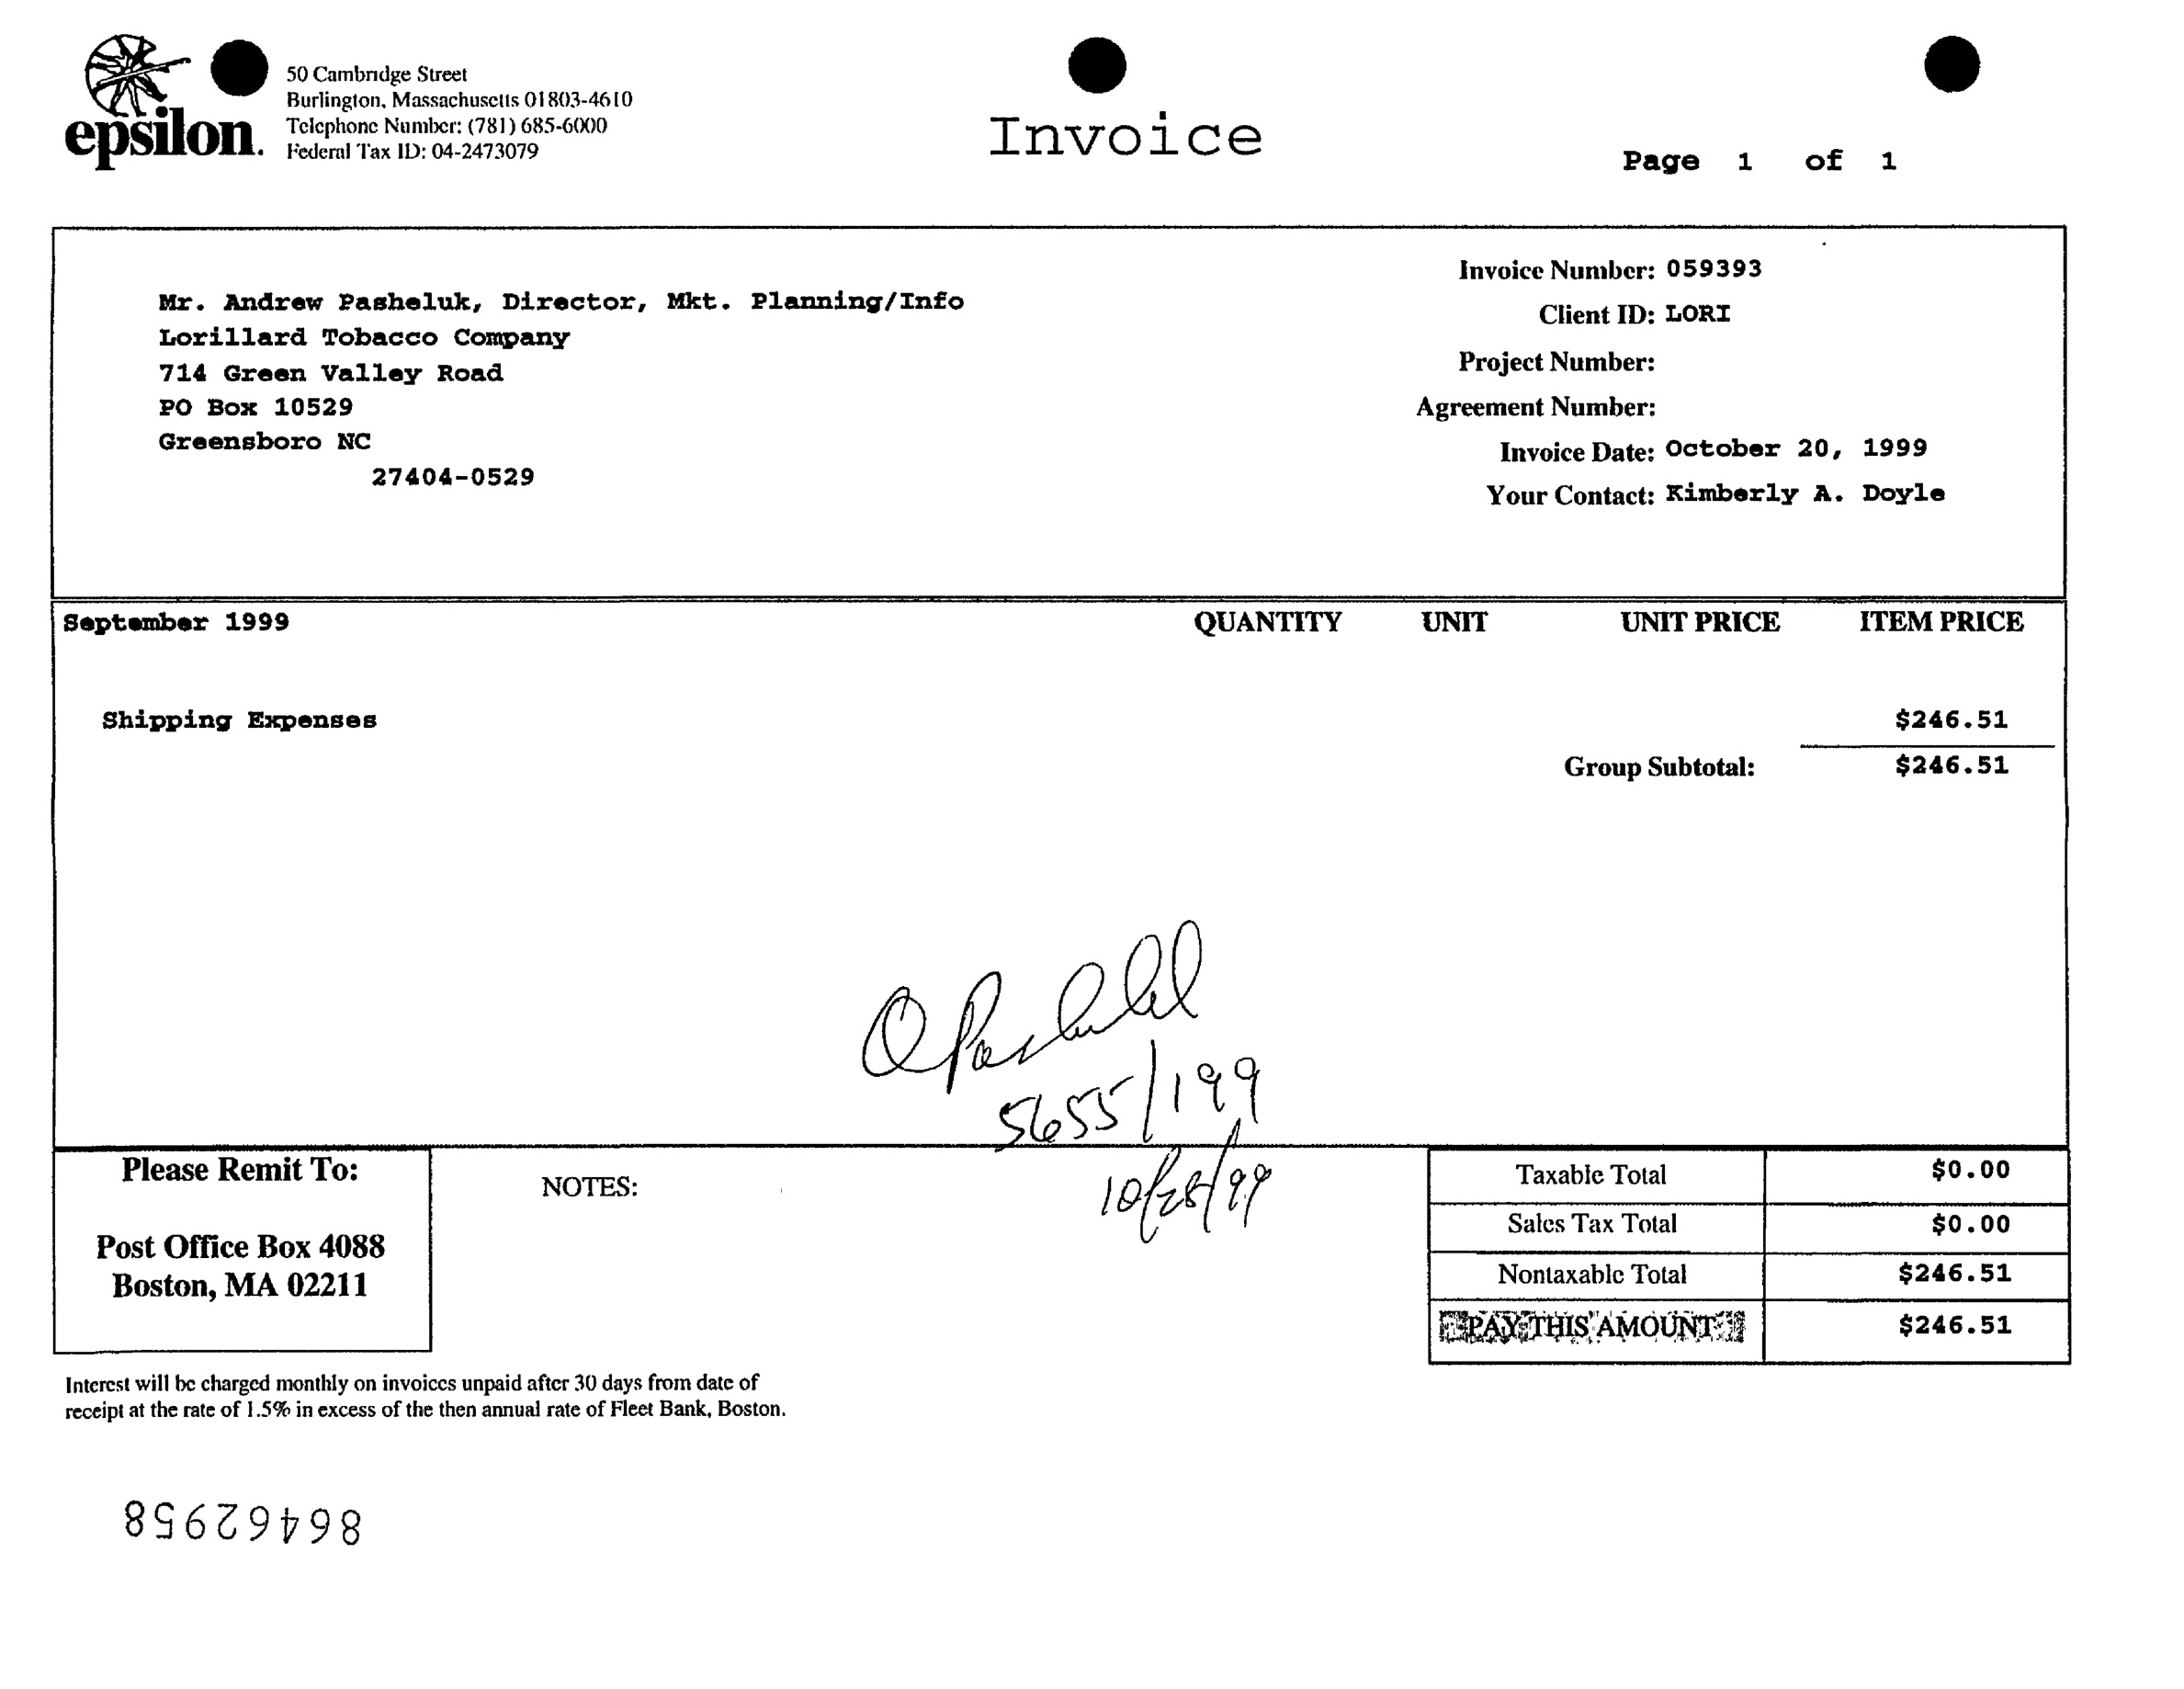 epsilon.
50 Cambridge Street
Burlington, Massachusetts 01803-4610
Telephone Number: (781) 685-6000
Federal Tax ID: 04-2473079
Invoice
Page 1 of 1
Mr. Andrew Pasheluk, Director, Mkt. Planning/Info
Lorillard Tobacco Company
714 Green Valley Road
PO Box 10529
Greensboro NC
27404-0529
Invoice Number: 059393
Client ID: LORI
Project Number:
Agreement Number:
Invoice Date: October 20, 1999
Your Contact: Kimberly A. Doyle
September 1999 QUANTITY UNIT UNIT PRICE ITEM PRICE
Shipping Expenses $246.51
Group Subtotal: $246.51
5655/199
10/28/99
Please Remit To:
Post Office Box 4088
Boston, MA 02211
NOTES:
Taxable Total $0.00
Sales Tax Total $0.00
Nontaxable Total $246.51
PAY THIS AMOUNT $246.51
Interest will be charged monthly on invoices unpaid after 30 days from date of
receipt at the rate of 1.5% in excess of the then annual rate of Fleet Bank, Boston.
86462958